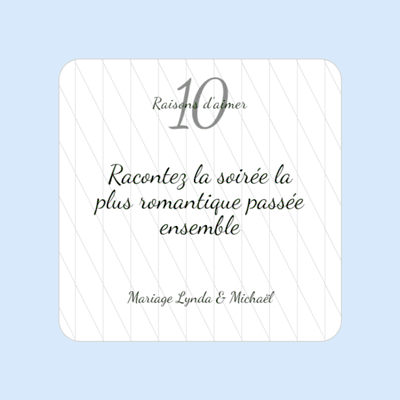 10
Raisons d'aimer
Racontez la soirée la
plus romantique passée
ensemble
Mariage Lynda & Michaël